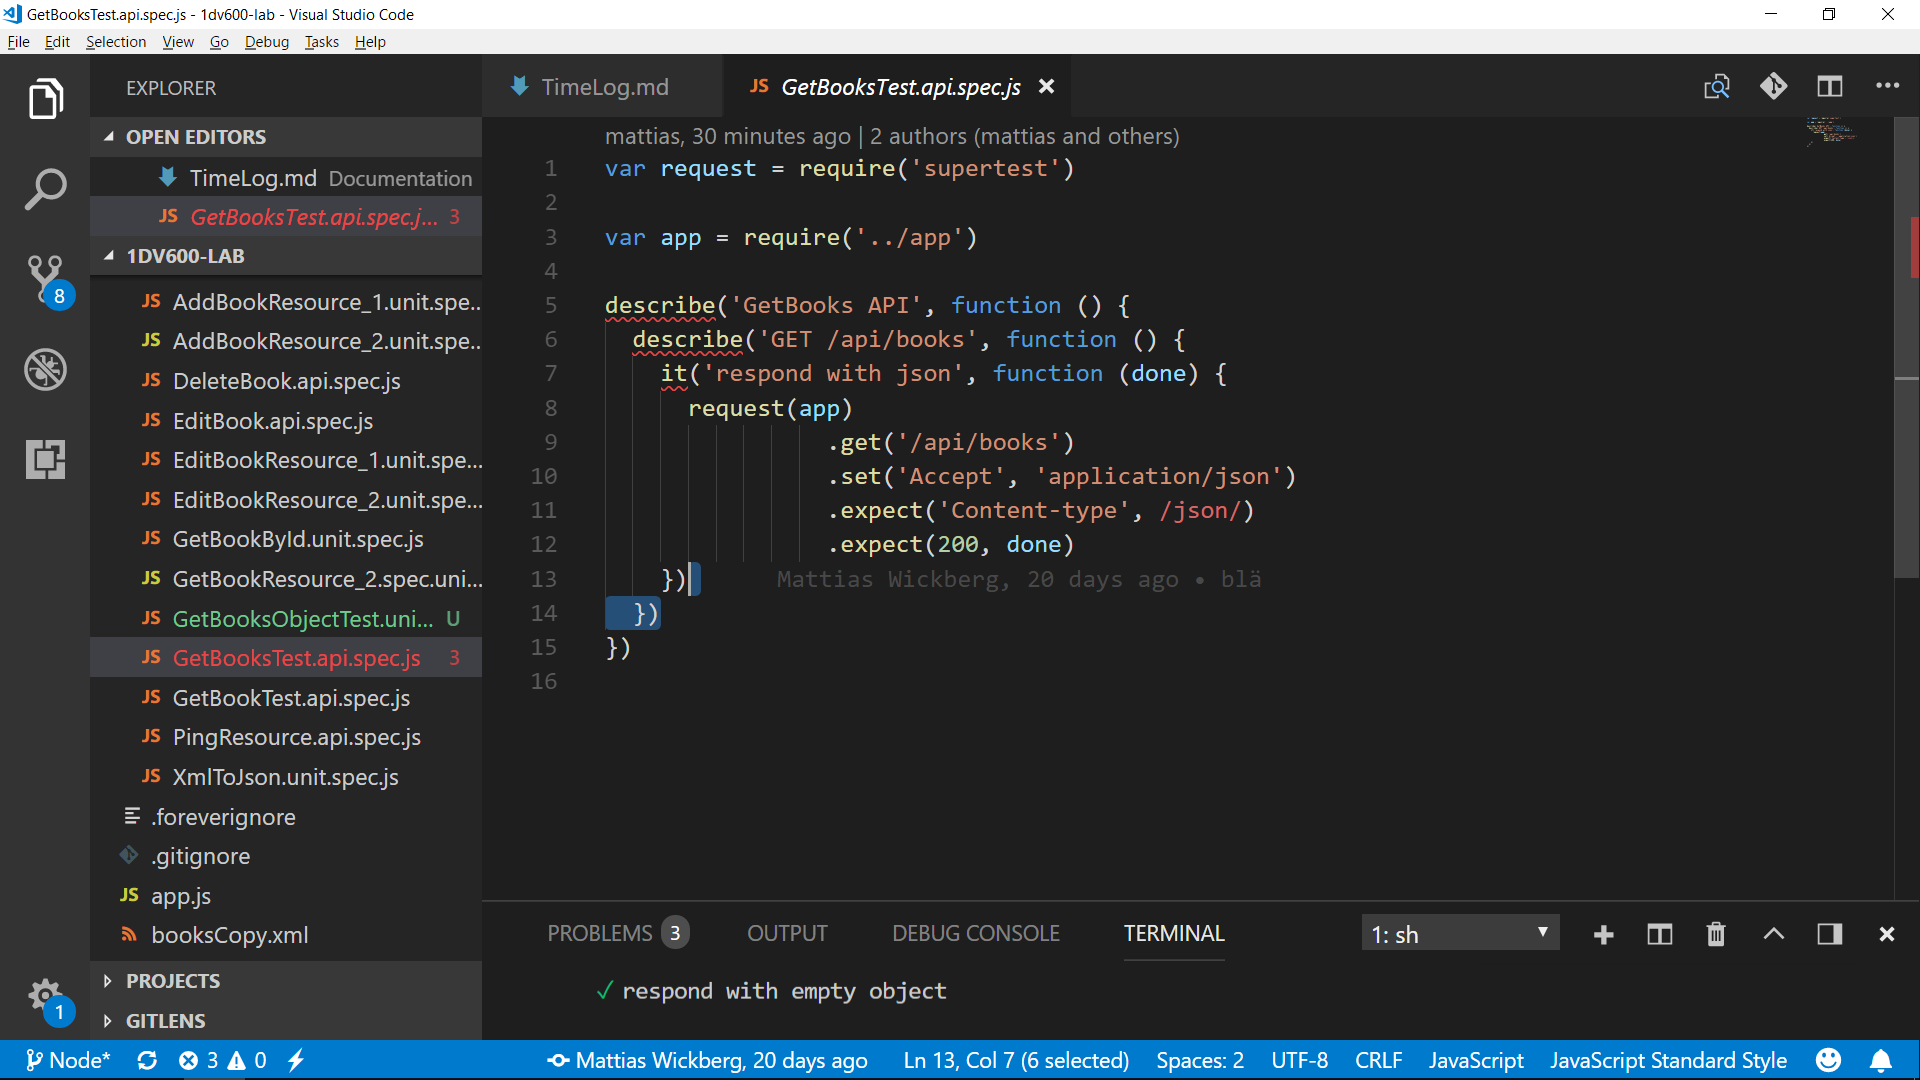 GetBooksTest.api.spec.js - 1dv600-lab - Visual Studio Code
File Edit Selection View Go Debug Tasks Help
EXPLORER
OPEN EDITORS
TimeLog.md Documentation
JS GetBooksTest.api.spec.j... 3
1DV600-LAB
JS AddBookResource_1.unit.spe...
JS AddBookResource_2.unit.spe...
JS DeleteBook.api.spec.js
JS EditBook.api.spec.js
JS EditBookResource_1.unit.spe...
JS EditBookResource_2.unit.spe...
JS GetBookById.unit.spec.js
JS GetBookResource_2.spec.uni...
JS GetBooksObjectTest.uni... U
JS GetBooksTest.api.spec.js 3
JS GetBookTest.api.spec.js
JS PingResource.api.spec.js
JS XmlToJson.unit.spec.js
.foreverignore
.gitignore
JS app.js
booksCopy.xml
PROJECTS
GITLENS
8
1
TimeLog.md
JS GetBooksTest.api.spec.js
mattias, 30 minutes ago | 2 authors (mattias and others)
1 var request = require('supertest')
2
3 var app = require('../app')
4
5 describe('GetBooks API', function () {
6 describe('GET /api/books', function () {
7 it('respond with json', function (done) {
8 request(app)
9 .get('/api/books')
10 .set('Accept', 'application/json')
11 .expect('Content-type', /json/)
12 .expect(200, done)
13 }) Mattias Wickberg, 20 days ago • blä
14 })
15 })
16
PROBLEMS 3 OUTPUT DEBUG CONSOLE TERMINAL 1: sh
✓ respond with empty object
Node* 3 0 Mattias Wickberg, 20 days ago Ln 13, Col 7 (6 selected) Spaces: 2 UTF-8 CRLF JavaScript JavaScript Standard Style